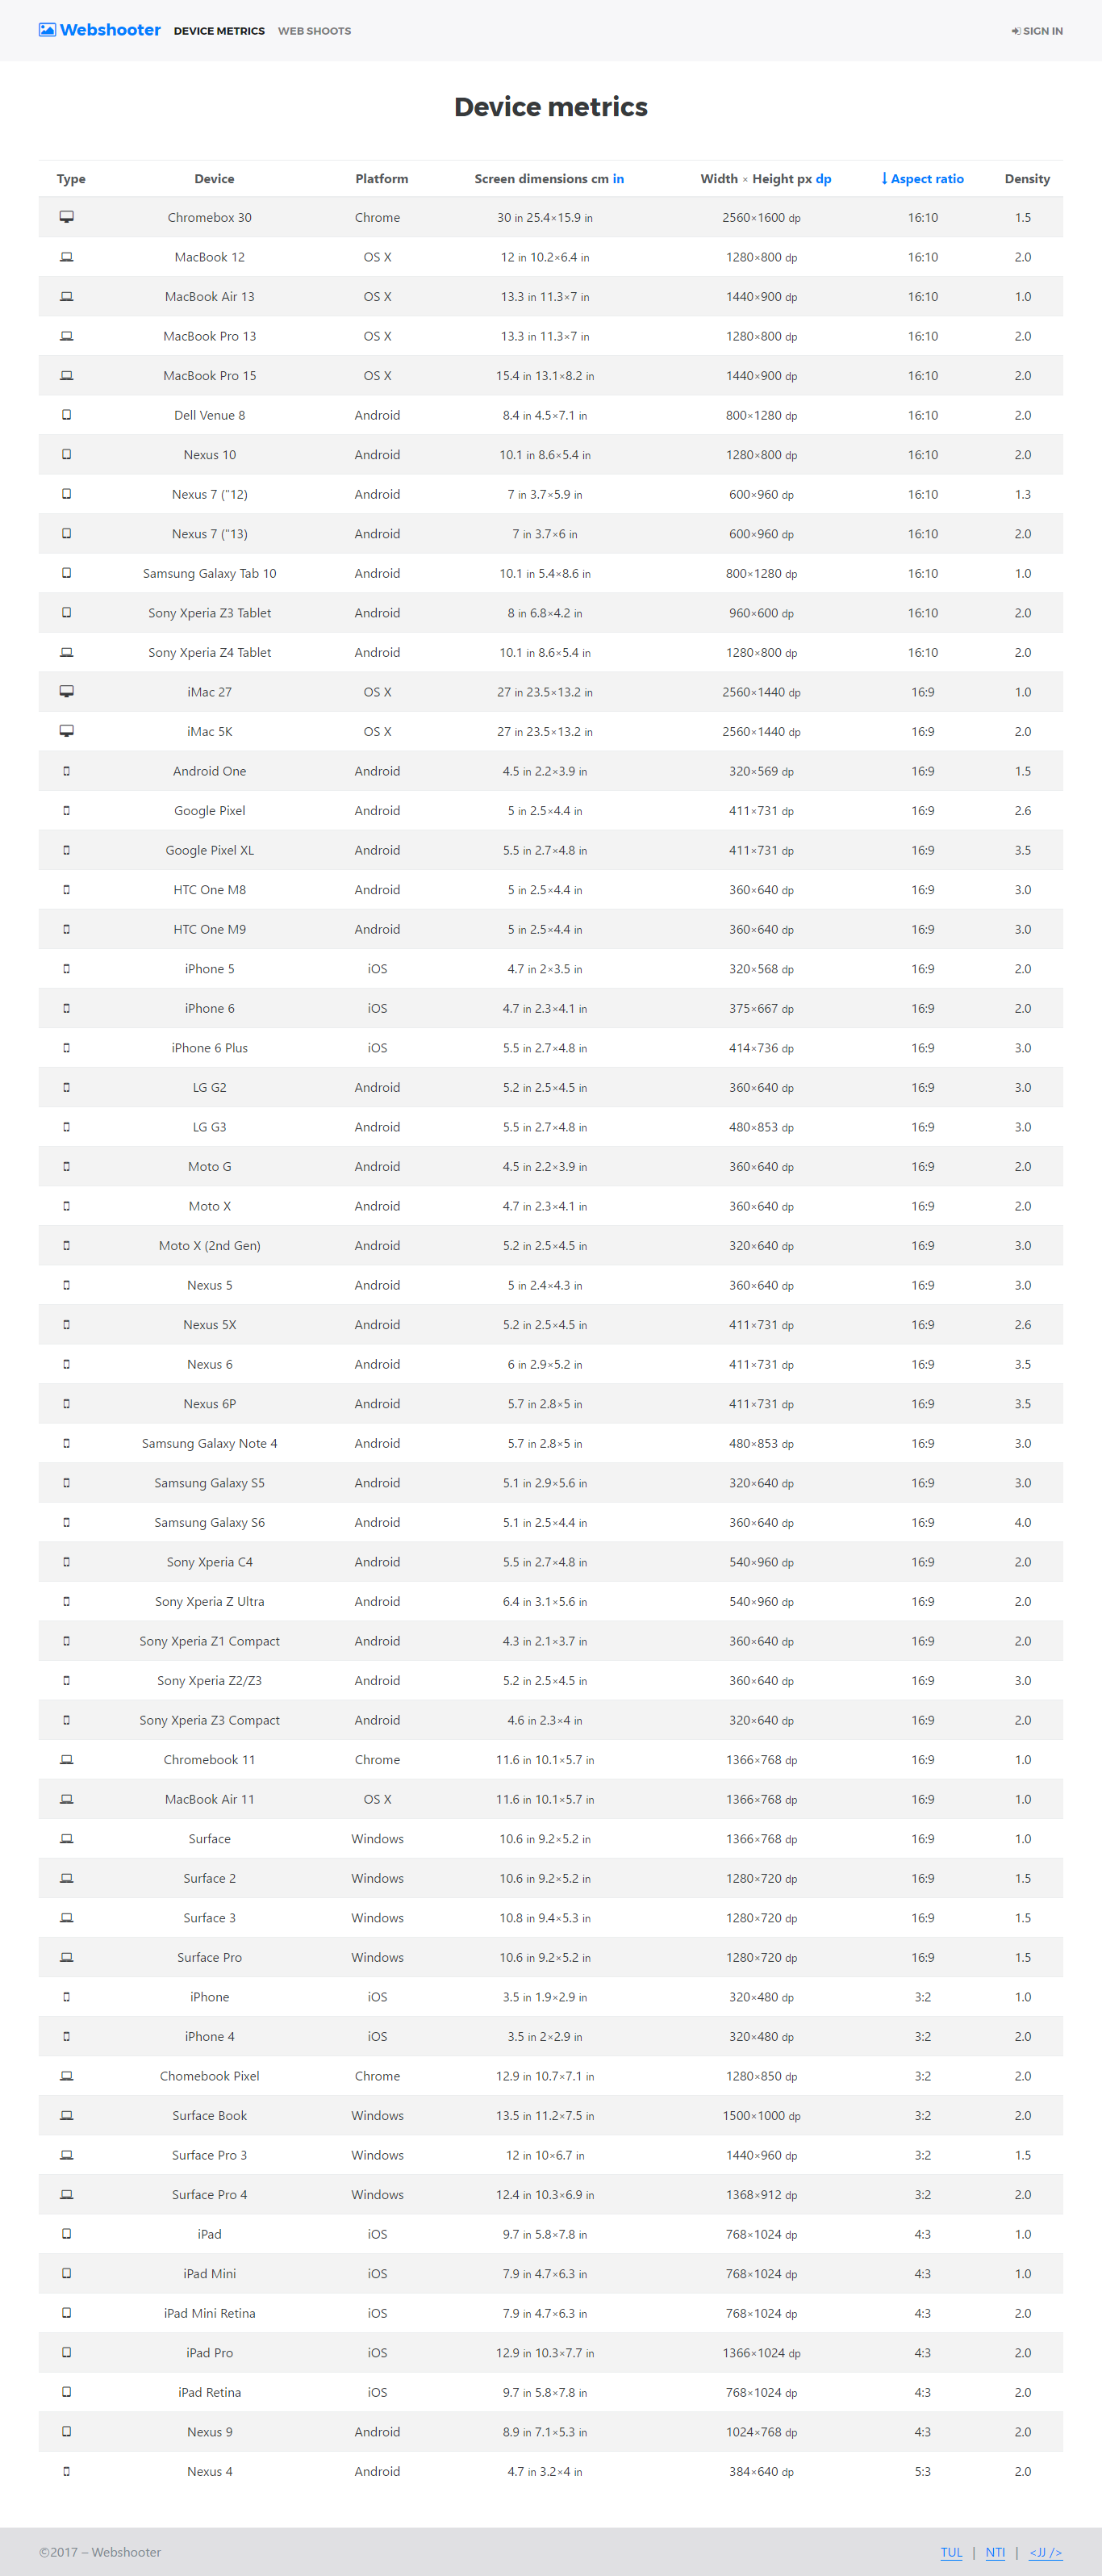 Webshooter DEVICE METRICS WEB SHOOTS SIGN IN
Device metrics
Type Device Platform Screen dimensions cm in Width × Height px dp Aspect ratio Density
Chromebox 30 Chrome 30 in 25.4×15.9 in 2560×1600 dp 16:10 1.5
MacBook 12 OS X 12 in 10.2×6.4 in 1280×800 dp 16:10 2.0
MacBook Air 13 OS X 13.3 in 11.3×7 in 1440×900 dp 16:10 1.0
MacBook Pro 13 OS X 13.3 in 11.3×7 in 1280×800 dp 16:10 2.0
MacBook Pro 15 OS X 15.4 in 13.1×8.2 in 1440×900 dp 16:10 2.0
Dell Venue 8 Android 8.4 in 4.5×7.1 in 800×1280 dp 16:10 2.0
Nexus 10 Android 10.1 in 8.6×5.4 in 1280×800 dp 16:10 2.0
Nexus 7 ("12) Android 7 in 3.7×5.9 in 600×960 dp 16:10 1.3
Nexus 7 ("13) Android 7 in 3.7×6 in 600×960 dp 16:10 2.0
Samsung Galaxy Tab 10 Android 10.1 in 5.4×8.6 in 800×1280 dp 16:10 1.0
Sony Xperia Z3 Tablet Android 8 in 6.8×4.2 in 960×600 dp 16:10 2.0
Sony Xperia Z4 Tablet Android 10.1 in 8.6×5.4 in 1280×800 dp 16:10 2.0
iMac 27 OS X 27 in 23.5×13.2 in 2560×1440 dp 16:9 1.0
iMac 5K OS X 27 in 23.5×13.2 in 2560×1440 dp 16:9 2.0
Android One Android 4.5 in 2.2×3.9 in 320×569 dp 16:9 1.5
Google Pixel Android 5 in 2.5×4.4 in 411×731 dp 16:9 2.6
Google Pixel XL Android 5.5 in 2.7×4.8 in 411×731 dp 16:9 3.5
HTC One M8 Android 5 in 2.5×4.4 in 360×640 dp 16:9 3.0
HTC One M9 Android 5 in 2.5×4.4 in 360×640 dp 16:9 3.0
iPhone 5 iOS 4.7 in 2×3.5 in 320×568 dp 16:9 2.0
iPhone 6 iOS 4.7 in 2.3×4.1 in 375×667 dp 16:9 2.0
iPhone 6 Plus iOS 5.5 in 2.7×4.8 in 414×736 dp 16:9 3.0
LG G2 Android 5.2 in 2.5×4.5 in 360×640 dp 16:9 3.0
LG G3 Android 5.5 in 2.7×4.8 in 480×853 dp 16:9 3.0
Moto G Android 4.5 in 2.2×3.9 in 360×640 dp 16:9 2.0
Moto X Android 4.7 in 2.3×4.1 in 360×640 dp 16:9 2.0
Moto X (2nd Gen) Android 5.2 in 2.5×4.5 in 320×640 dp 16:9 3.0
Nexus 5 Android 5 in 2.4×4.3 in 360×640 dp 16:9 3.0
Nexus 5X Android 5.2 in 2.5×4.5 in 411×731 dp 16:9 2.6
Nexus 6 Android 6 in 2.9×5.2 in 411×731 dp 16:9 3.5
Nexus 6P Android 5.7 in 2.8×5 in 411×731 dp 16:9 3.5
Samsung Galaxy Note 4 Android 5.7 in 2.8×5 in 480×853 dp 16:9 3.0
Samsung Galaxy S5 Android 5.1 in 2.9×5.6 in 320×640 dp 16:9 3.0
Samsung Galaxy S6 Android 5.1 in 2.5×4.4 in 360×640 dp 16:9 4.0
Sony Xperia C4 Android 5.5 in 2.7×4.8 in 540×960 dp 16:9 2.0
Sony Xperia Z Ultra Android 6.4 in 3.1×5.6 in 540×960 dp 16:9 2.0
Sony Xperia Z1 Compact Android 4.3 in 2.1×3.7 in 360×640 dp 16:9 2.0
Sony Xperia Z2/Z3 Android 5.2 in 2.5×4.5 in 360×640 dp 16:9 3.0
Sony Xperia Z3 Compact Android 4.6 in 2.3×4 in 320×640 dp 16:9 2.0
Chromebook 11 Chrome 11.6 in 10.1×5.7 in 1366×768 dp 16:9 1.0
MacBook Air 11 OS X 11.6 in 10.1×5.7 in 1366×768 dp 16:9 1.0
Surface Windows 10.6 in 9.2×5.2 in 1366×768 dp 16:9 1.0
Surface 2 Windows 10.6 in 9.2×5.2 in 1280×720 dp 16:9 1.5
Surface 3 Windows 10.8 in 9.4×5.3 in 1280×720 dp 16:9 1.5
Surface Pro Windows 10.6 in 9.2×5.2 in 1280×720 dp 16:9 1.5
iPhone iOS 3.5 in 1.9×2.9 in 320×480 dp 3:2 1.0
iPhone 4 iOS 3.5 in 2×2.9 in 320×480 dp 3:2 2.0
Chomebook Pixel Chrome 12.9 in 10.7×7.1 in 1280×850 dp 3:2 2.0
Surface Book Windows 13.5 in 11.2×7.5 in 1500×1000 dp 3:2 2.0
Surface Pro 3 Windows 12 in 10×6.7 in 1440×960 dp 3:2 1.5
Surface Pro 4 Windows 12.4 in 10.3×6.9 in 1368×912 dp 3:2 2.0
iPad iOS 9.7 in 5.8×7.8 in 768×1024 dp 4:3 1.0
iPad Mini iOS 7.9 in 4.7×6.3 in 768×1024 dp 4:3 1.0
iPad Mini Retina iOS 7.9 in 4.7×6.3 in 768×1024 dp 4:3 2.0
iPad Pro iOS 12.9 in 10.3×7.7 in 1366×1024 dp 4:3 2.0
iPad Retina iOS 9.7 in 5.8×7.8 in 768×1024 dp 4:3 2.0
Nexus 9 Android 8.9 in 7.1×5.3 in 1024×768 dp 4:3 2.0
Nexus 4 Android 4.7 in 3.2×4 in 384×640 dp 5:3 2.0
©2017 – Webshooter TUL | NTI | <JJ />